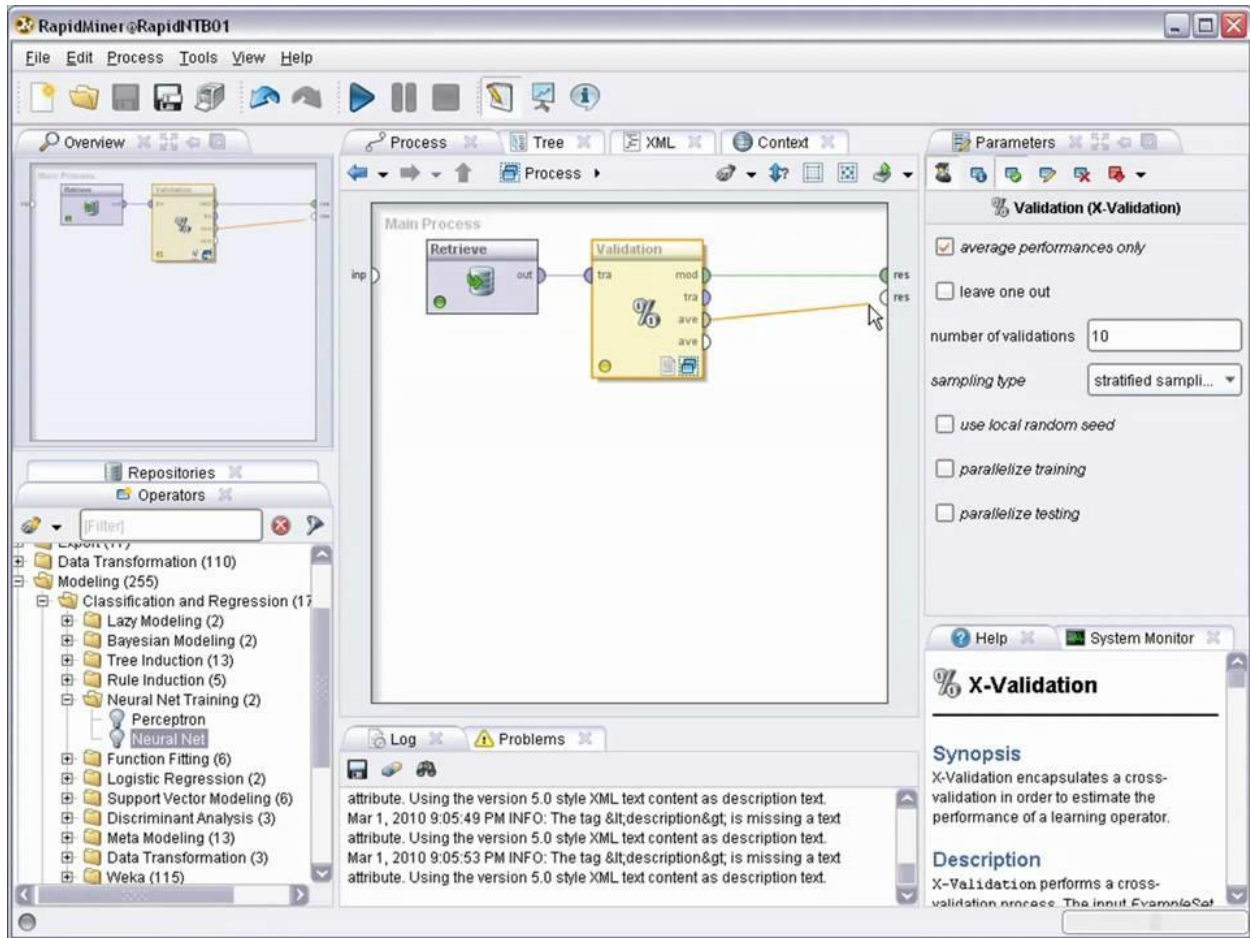 RapidMiner@RapidNTB01
File Edit Process Tools View Help
Overview
Main Process
Retrieve
Validation
Repositories
Operators
[Filter]
Data Transformation (110)
Modeling (255)
Classification and Regression (17
Lazy Modeling (2)
Bayesian Modeling (2)
Tree Induction (13)
Rule Induction (5)
Neural Net Training (2)
Perceptron
Neural Net
Function Fitting (6)
Logistic Regression (2)
Support Vector Modeling (6)
Discriminant Analysis (3)
Meta Modeling (13)
Data Transformation (3)
Weka (115)
Process Tree XML Context
Process
Main Process
Retrieve
Validation
inp
out
tra
mod
tra
ave
ave
res
res
Log Problems
attribute. Using the version 5.0 style XML text content as description text.
Mar 1, 2010 9:05:49 PM INFO: The tag &lt;description&gt; is missing a text
attribute. Using the version 5.0 style XML text content as description text.
Mar 1, 2010 9:05:53 PM INFO: The tag &lt;description&gt; is missing a text
attribute. Using the version 5.0 style XML text content as description text.
Parameters
Validation (X-Validation)
average performances only
leave one out
number of validations 10
sampling type stratified sampli...
use local random seed
parallelize training
parallelize testing
Help System Monitor
X-Validation
Synopsis
X-Validation encapsulates a cross-
validation in order to estimate the
performance of a learning operator.
Description
X-Validation performs a cross-
validation process. The input ExampleSet